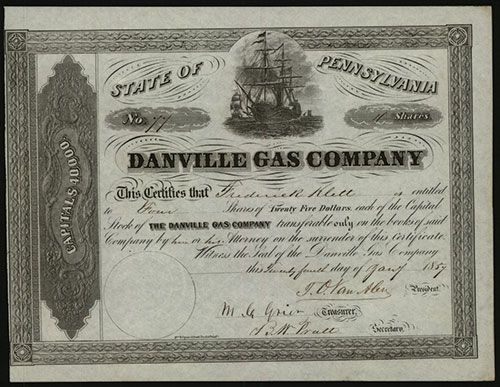 STATE OF PENNSYLVANIA
No. 77
4 Shares
DANVILLE GAS COMPANY
CAPITAL $40,000
This Certifies that Frederick Klett is entitled
to Four Shares of Twenty Five Dollars, each of the Capital
Stock of THE DANVILLE GAS COMPANY transferable only on the books of said
Company by him or his Attorney on the surrender of this Certificate.
Witness the Seal of the Danville Gas Company
this Twenty fourth day of 1857
President.
M. C. Grier Treasurer.
Secretary.